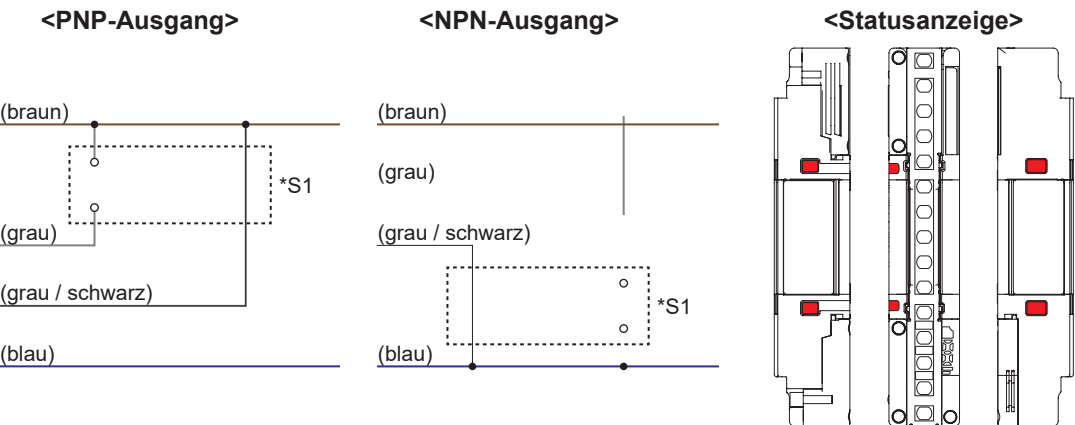 <PNP-Ausgang>
(braun)
*S1
(grau)
(grau / schwarz)
(blau)
<NPN-Ausgang>
(braun)
(grau)
(grau / schwarz)
*S1
(blau)
<Statusanzeige>